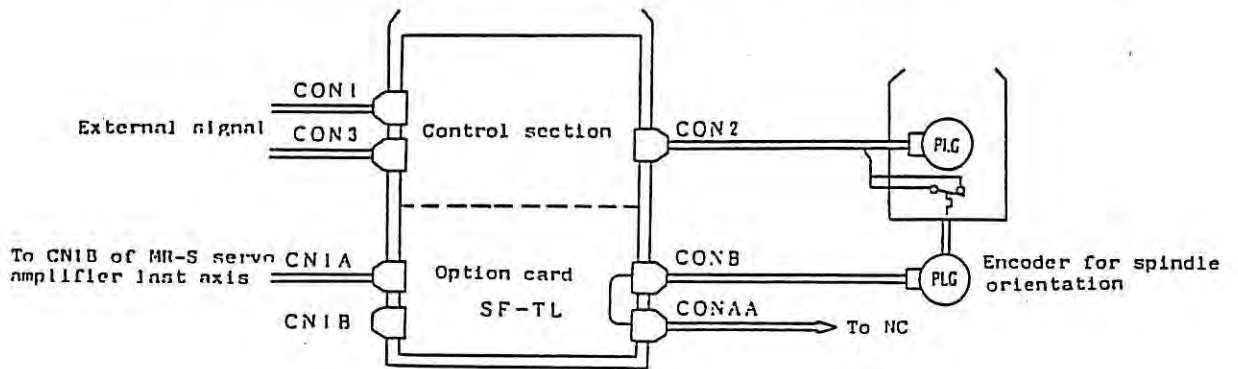 CON1
External signal
CON3
Control section
CON2
PLG
To CN1B of MR-S servo
amplifier last axis
CN1A
CN1B
Option card
SF-TL
CONB
CONAA
To NC
PLG
Encoder for spindle
orientation